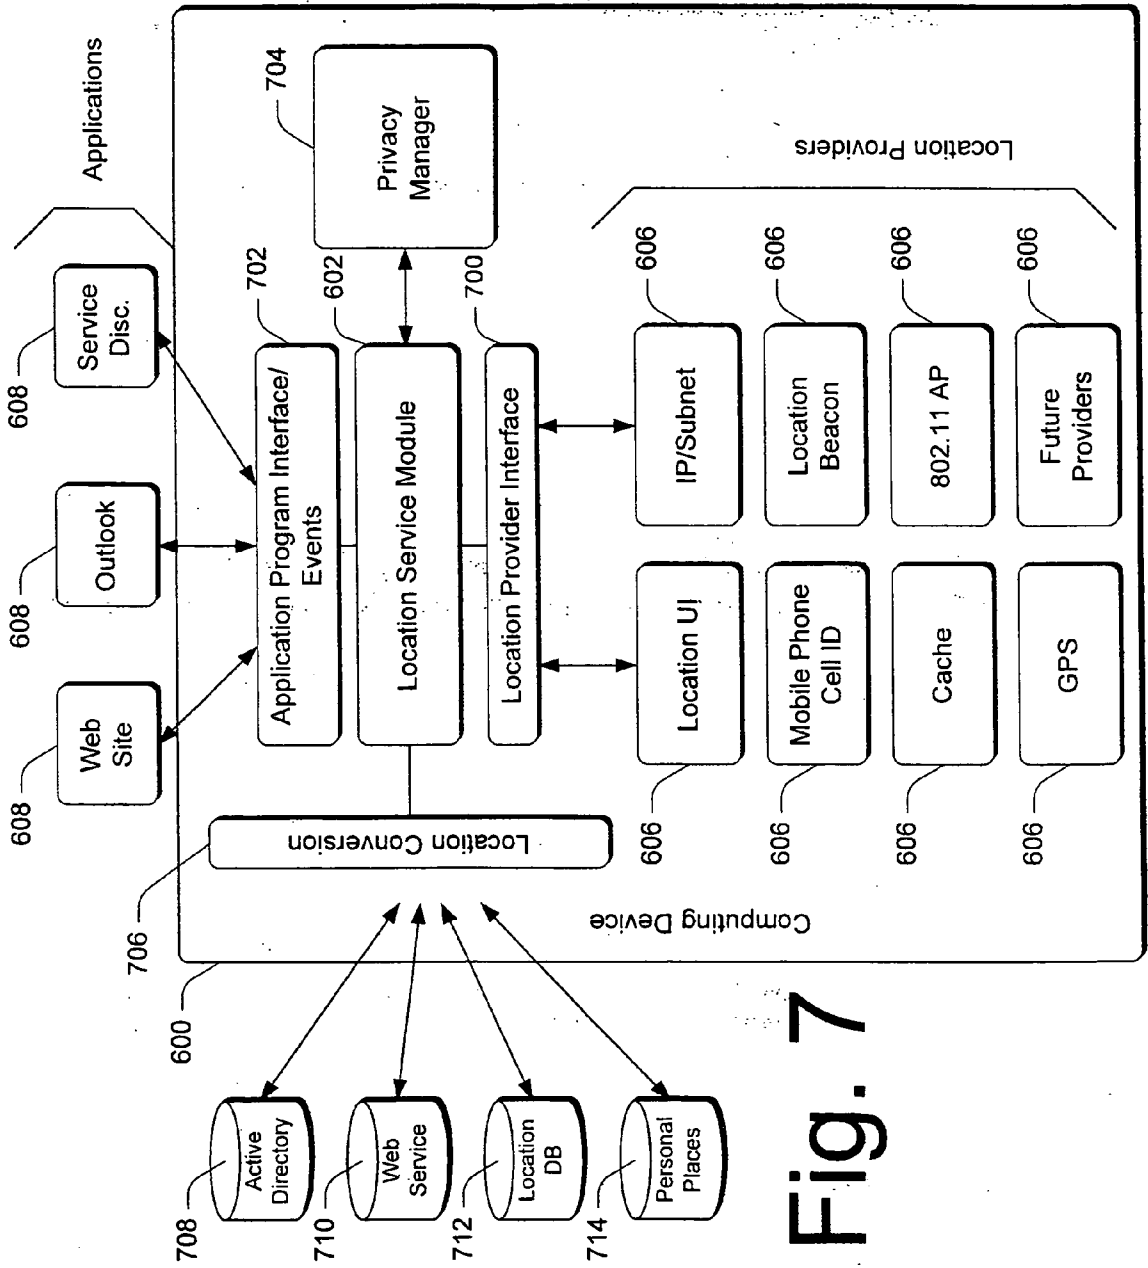 608
608
608
Web
Site
Outlook
Service
Disc.
Applications
600
706
702
602
700
704
Application Program Interface/
Events
Location Service Module
Location Provider Interface
Privacy
Manager
Location Conversion
708
Active
Directory
710
Web
Service
712
Location
DB
714
Personal
Places
Computing Device
Location Providers
606
Location UI
IP/Subnet
606
606
Mobile Phone
Cell ID
Location
Beacon
606
606
Cache
802.11 AP
606
606
GPS
Future
Providers
606
Fig. 7